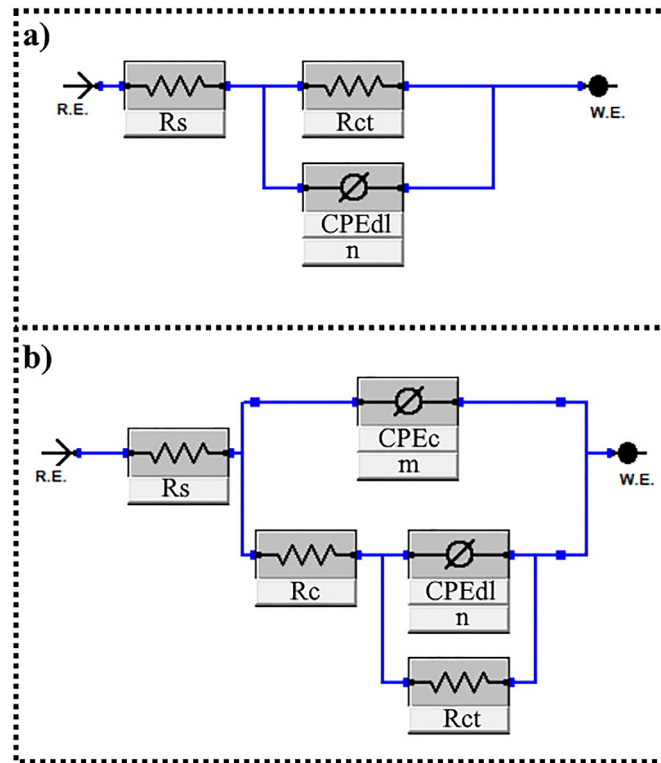 a)
R.E.
Rs
Rct
W.E.
CPEdl
n
b)
CPEc
m
R.E.
Rs
W.E.
Rc
CPEdl
n
Rct